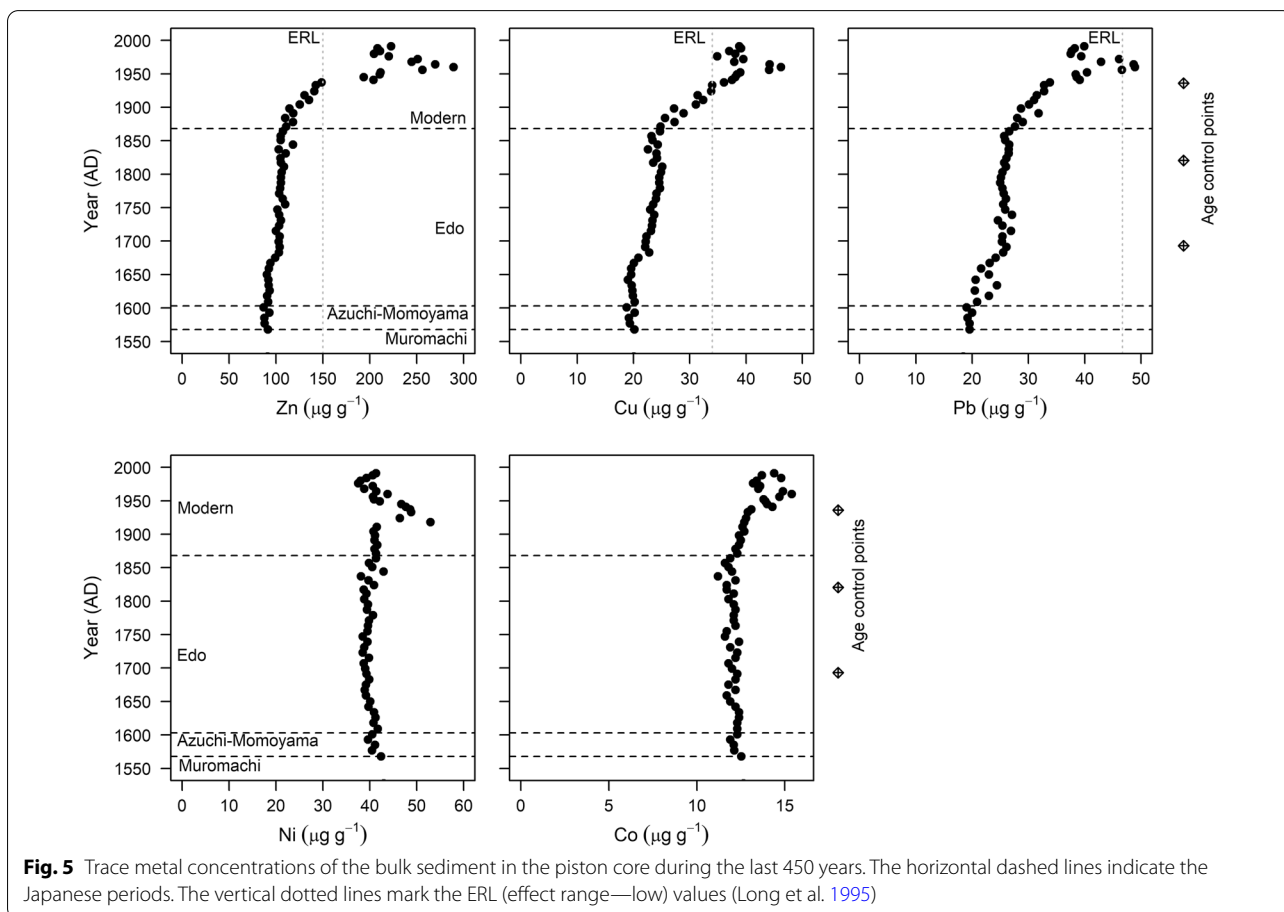 ERL
ERL
ERL
2000
1950
1900
1850
1800
1750
1700
1650
1600
1550
Year (AD)
Modern
Edo
Azuchi-Momoyama
Muromachi
Age control points
0 50 100 150 200 250 300
0 10 20 30 40 50
0 10 20 30 40 50
Zn (µg g⁻¹)
Cu (µg g⁻¹)
Pb (µg g⁻¹)
2000
1950
1900
1850
1800
1750
1700
1650
1600
1550
Year (AD)
Modern
Edo
Azuchi-Momoyama
Muromachi
Age control points
0 10 20 30 40 50 60
0 5 10 15
Ni (µg g⁻¹)
Co (µg g⁻¹)
Fig. 5 Trace metal concentrations of the bulk sediment in the piston core during the last 450 years. The horizontal dashed lines indicate the
Japanese periods. The vertical dotted lines mark the ERL (effect range—low) values (Long et al. 1995)